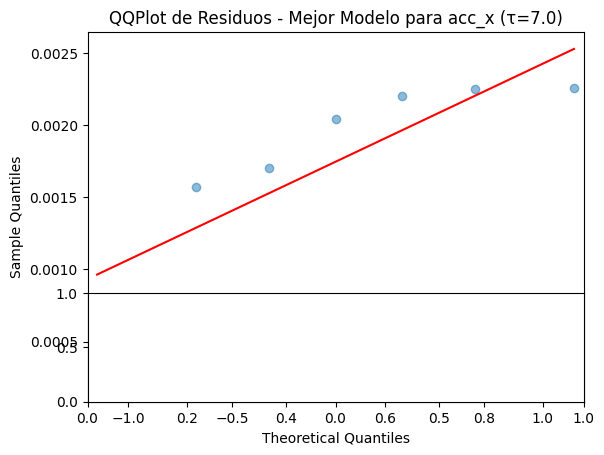 QQPlot de Residuos - Mejor Modelo para acc_x (τ=7.0)
0.0025
0.0020
0.0015
0.0010
1.0
0.0005
0.5
0.0
Sample Quantiles
0.0 −1.0 0.2 −0.5 0.4 0.0 0.6 0.5 0.8 1.0 1.0
Theoretical Quantiles